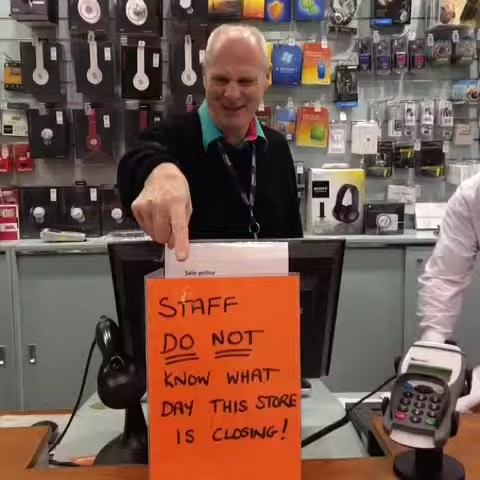 SONY
Sale policy
STAFF
DO NOT
KNOW WHAT
DAY THIS STORE
IS CLOSING!